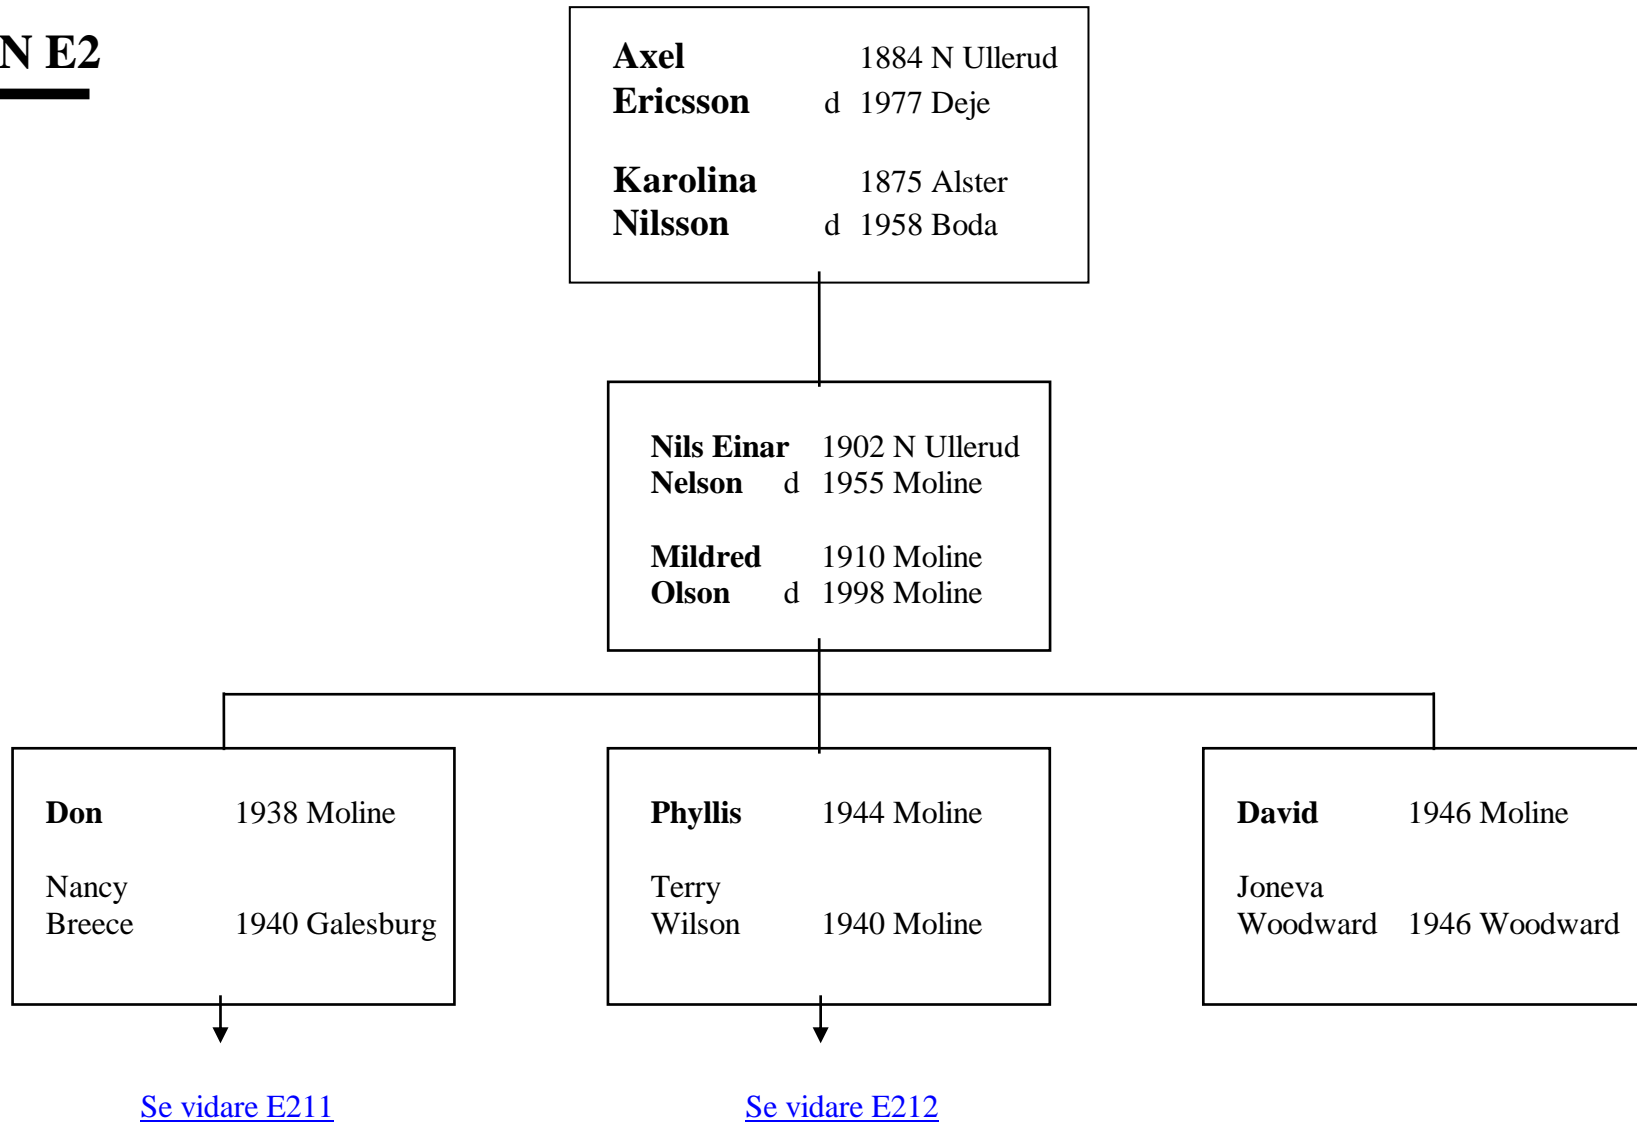 N E2
Axel 1884 N Ullerud
Ericsson d 1977 Deje
Karolina 1875 Alster
Nilsson d 1958 Boda
Nils Einar 1902 N Ullerud
Nelson d 1955 Moline
Mildred 1910 Moline
Olson d 1998 Moline
Don 1938 Moline
Nancy
Breece 1940 Galesburg
Phyllis 1944 Moline
Terry
Wilson 1940 Moline
David 1946 Moline
Joneva
Woodward 1946 Woodward
Se vidare E211
Se vidare E212